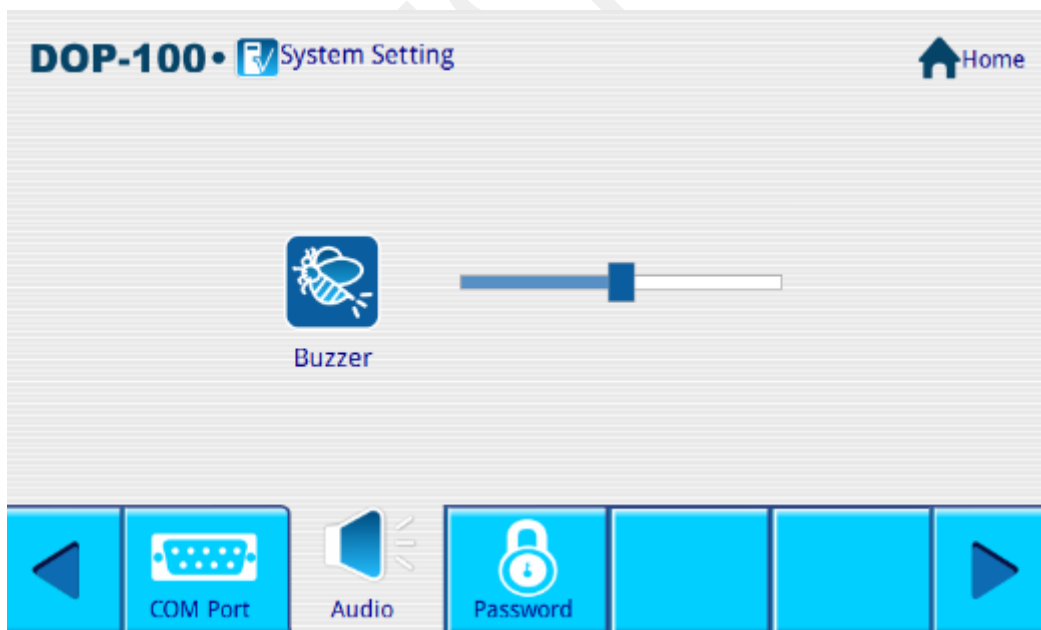 DOP-100 • System Setting
Home
Buzzer
COM Port
Audio
Password